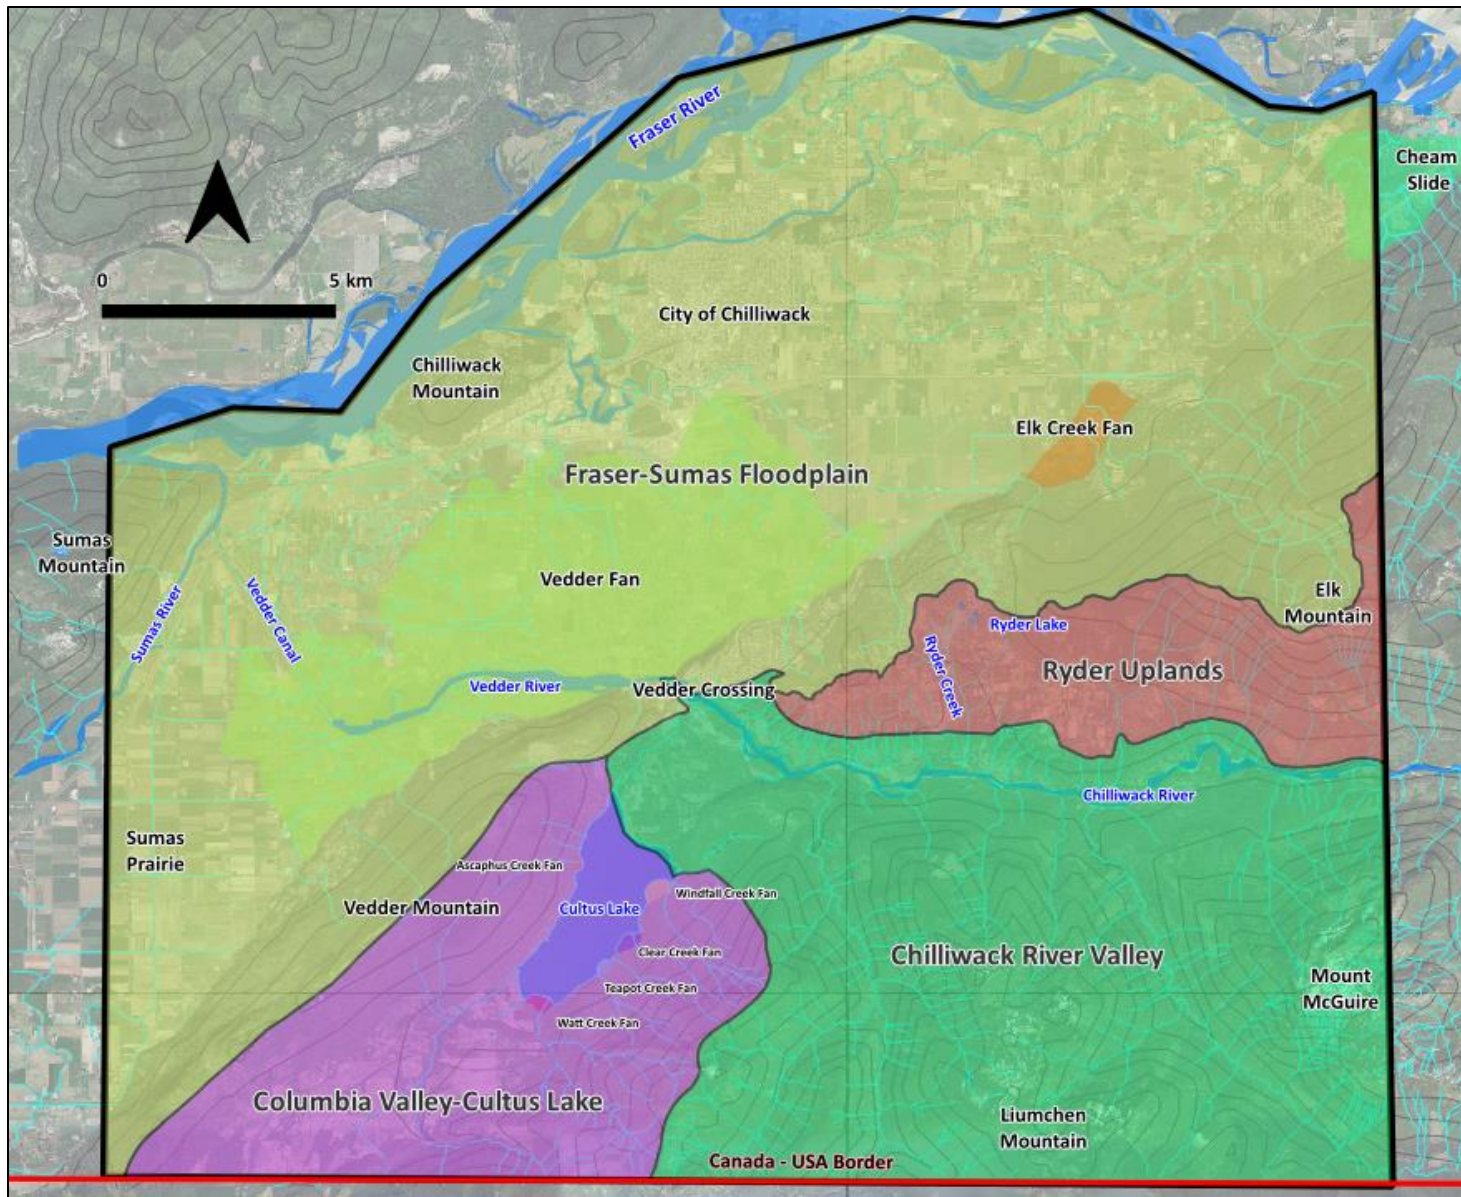 Fraser River
Cheam
Slide
0
5 km
City of Chilliwack
Chilliwack
Mountain
Elk Creek Fan
Fraser-Sumas Floodplain
Sumas
Mountain
Vedder Fan
Sumas River
Vedder Canal
Elk
Mountain
Ryder Lake
Ryder Creek
Ryder Uplands
Vedder River
Vedder Crossing
Chilliwack River
Sumas
Prairie
Ascaphus Creek Fan
Windfall Creek Fan
Vedder Mountain
Cultus Lake
Clear Creek Fan
Chilliwack River Valley
Teapot Creek Fan
Mount
McGuire
Watt Creek Fan
Columbia Valley-Cultus Lake
Liumchen
Mountain
Canada - USA Border